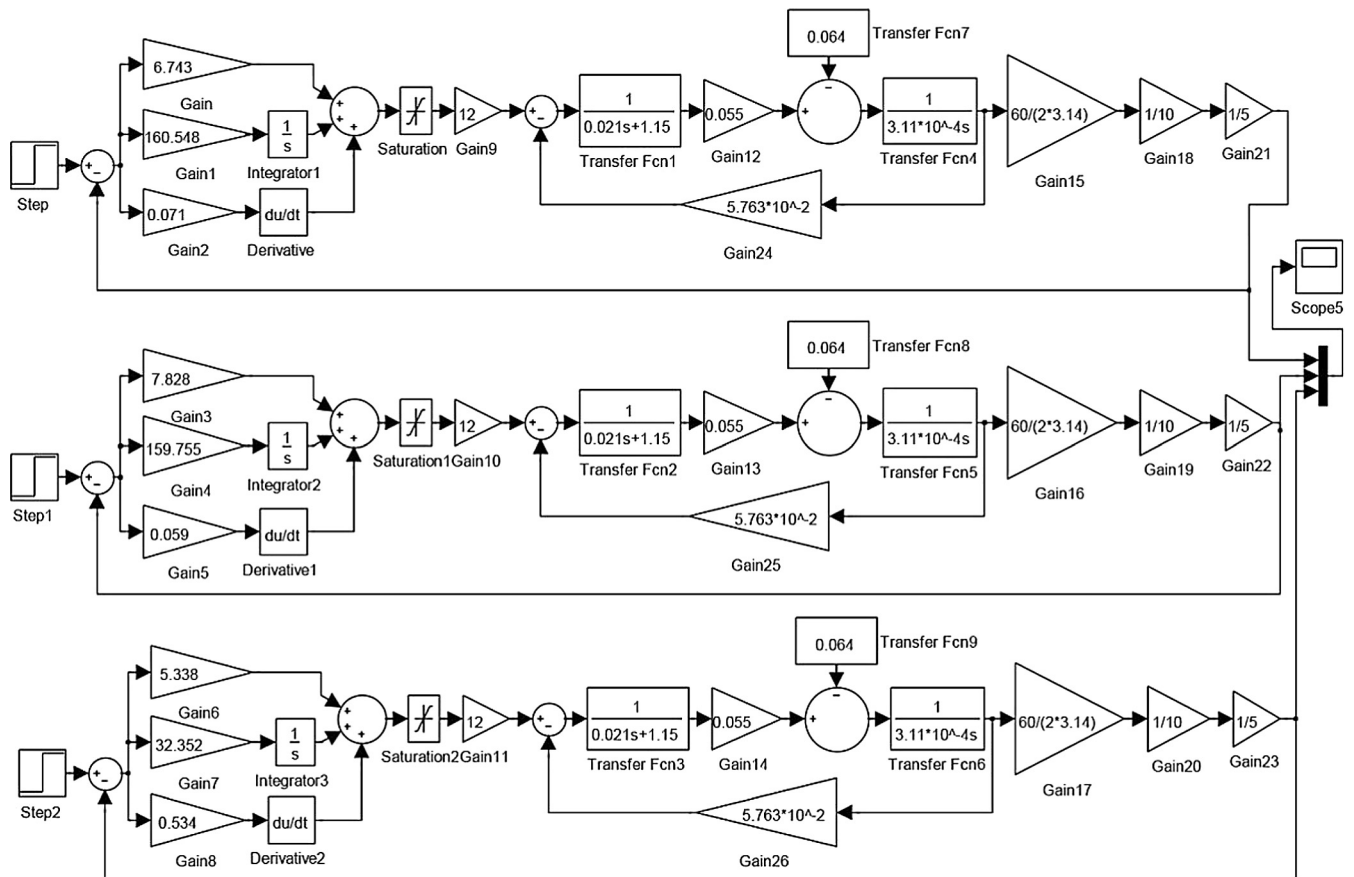 0.064
Transfer Fcn7
6.743
Gain
+
+
+
Saturation
12
Gain9
+
-
1
0.021s+1.15
Transfer Fcn1
0.055
Gain12
-
+
1
3.11*10^-4s
Transfer Fcn4
60/(2*3.14)
Gain15
1/10
Gain18
1/5
Gain21
160.548
Gain1
1
s
Integrator1
Step
+
-
0.071
Gain2
du/dt
Derivative
5.763*10^-2
Gain24
Scope5
0.064
Transfer Fcn8
7.828
Gain3
+
+
+
Saturation1
12
Gain10
+
-
1
0.021s+1.15
Transfer Fcn2
0.055
Gain13
-
+
1
3.11*10^-4s
Transfer Fcn5
60/(2*3.14)
Gain16
1/10
Gain19
1/5
Gain22
159.755
Gain4
1
s
Integrator2
Step1
+
-
0.059
Gain5
du/dt
Derivative1
5.763*10^-2
Gain25
0.064
Transfer Fcn9
5.338
Gain6
+
+
+
Saturation2
12
Gain11
+
-
1
0.021s+1.15
Transfer Fcn3
0.055
Gain14
-
+
1
3.11*10^-4s
Transfer Fcn6
60/(2*3.14)
Gain17
1/10
Gain20
1/5
Gain23
32.352
Gain7
1
s
Integrator3
Step2
+
-
0.534
Gain8
du/dt
Derivative2
5.763*10^-2
Gain26